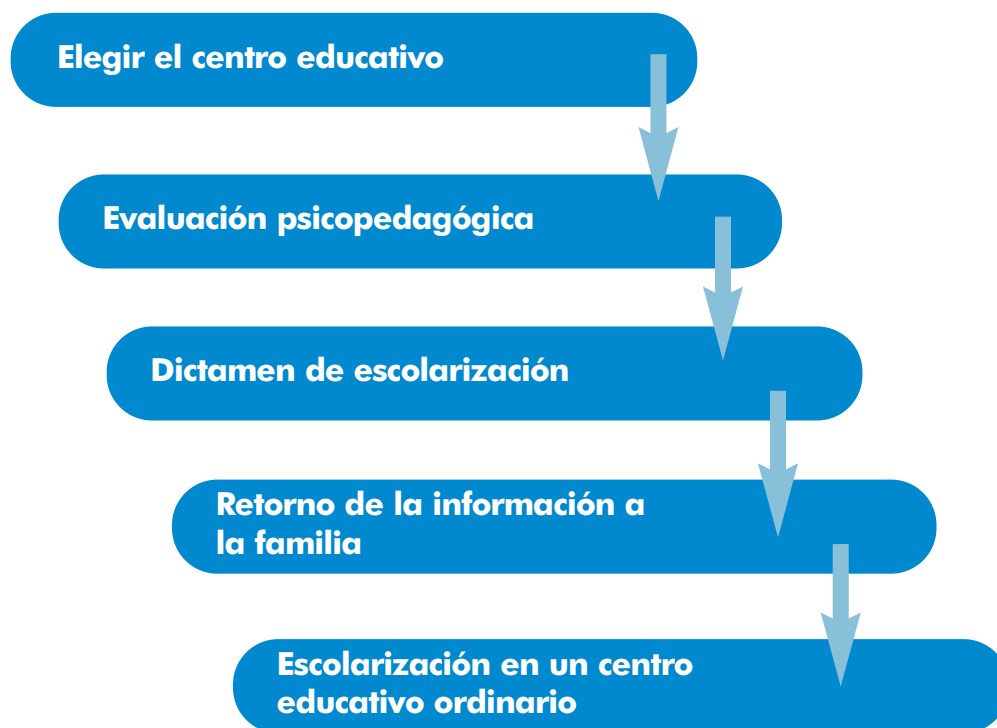 Elegir el centro educativo
Evaluación psicopedagógica
Dictamen de escolarización
Retorno de la información a
la familia
Escolarización en un centro
educativo ordinario